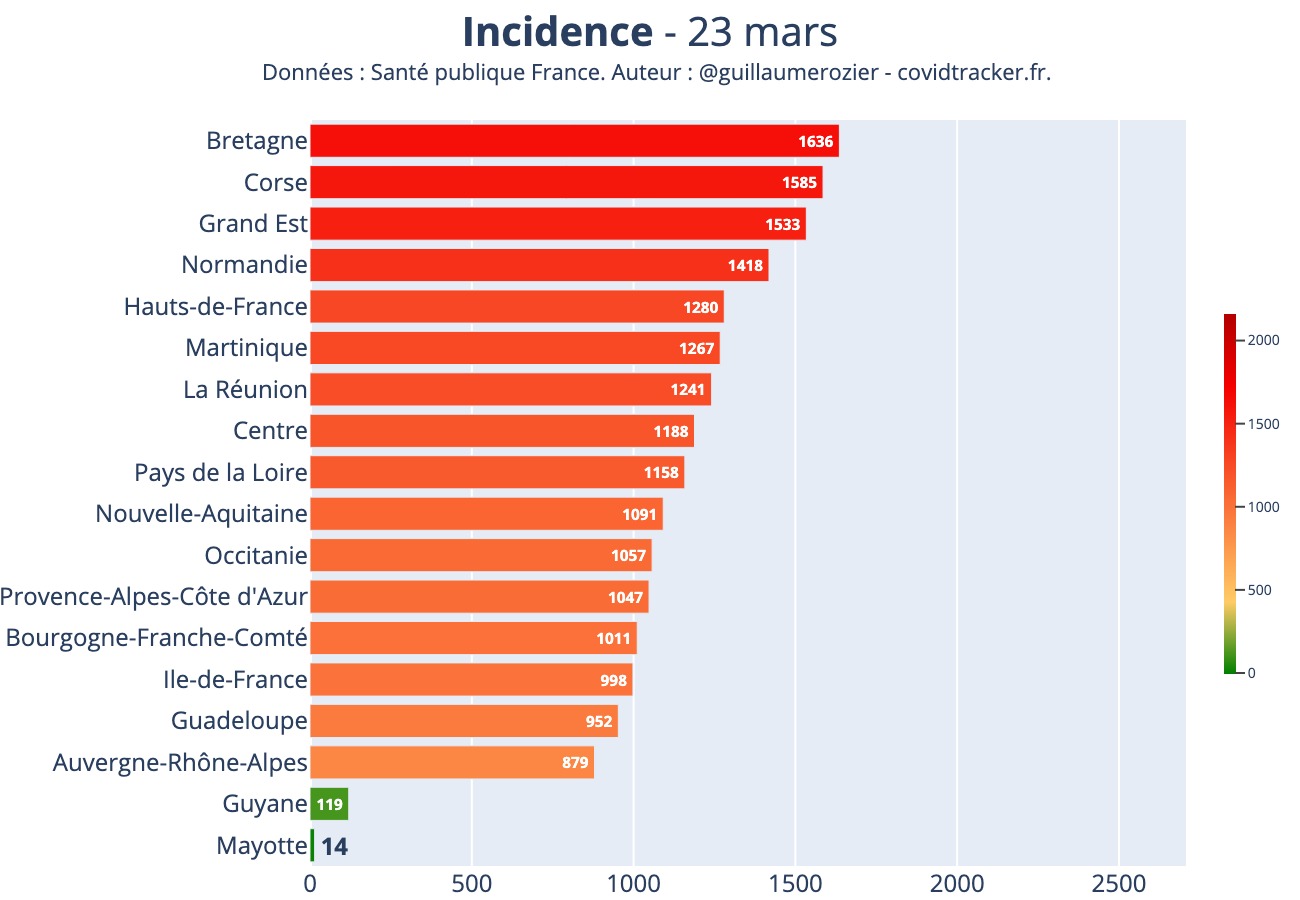 Incidence - 23 mars
Données : Santé publique France. Auteur : @guillaumerozier - covidtracker.fr.
Bretagne 1636
Corse 1585
Grand Est 1533
Normandie 1418
Hauts-de-France 1280
Martinique 1267
La Réunion 1241
Centre 1188
Pays de la Loire 1158
Nouvelle-Aquitaine 1091
Occitanie 1057
Provence-Alpes-Côte d'Azur 1047
Bourgogne-Franche-Comté 1011
Ile-de-France 998
Guadeloupe 952
Auvergne-Rhône-Alpes 879
Guyane 119
Mayotte 14
0 500 1000 1500 2000 2500
2000
1500
1000
500
0